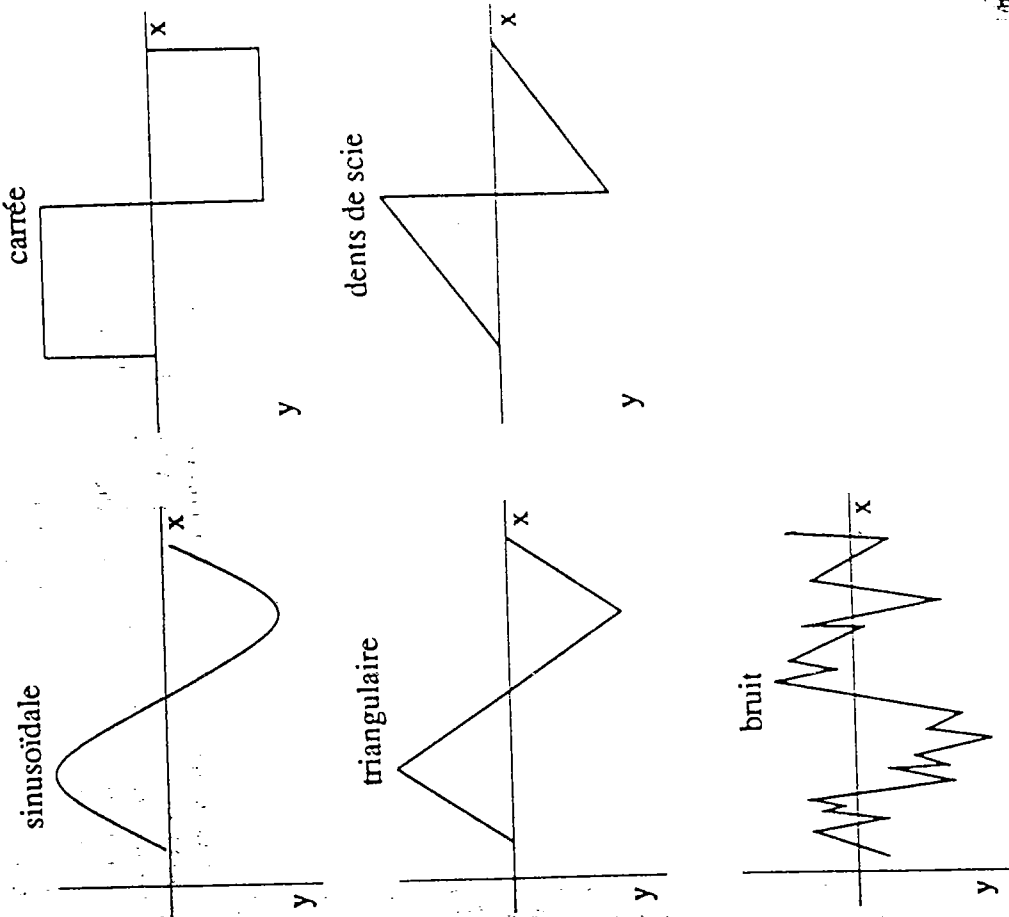 sinusoïdale
x
y
carrée
x
y
triangulaire
x
y
dents de scie
x
y
bruit
x
y